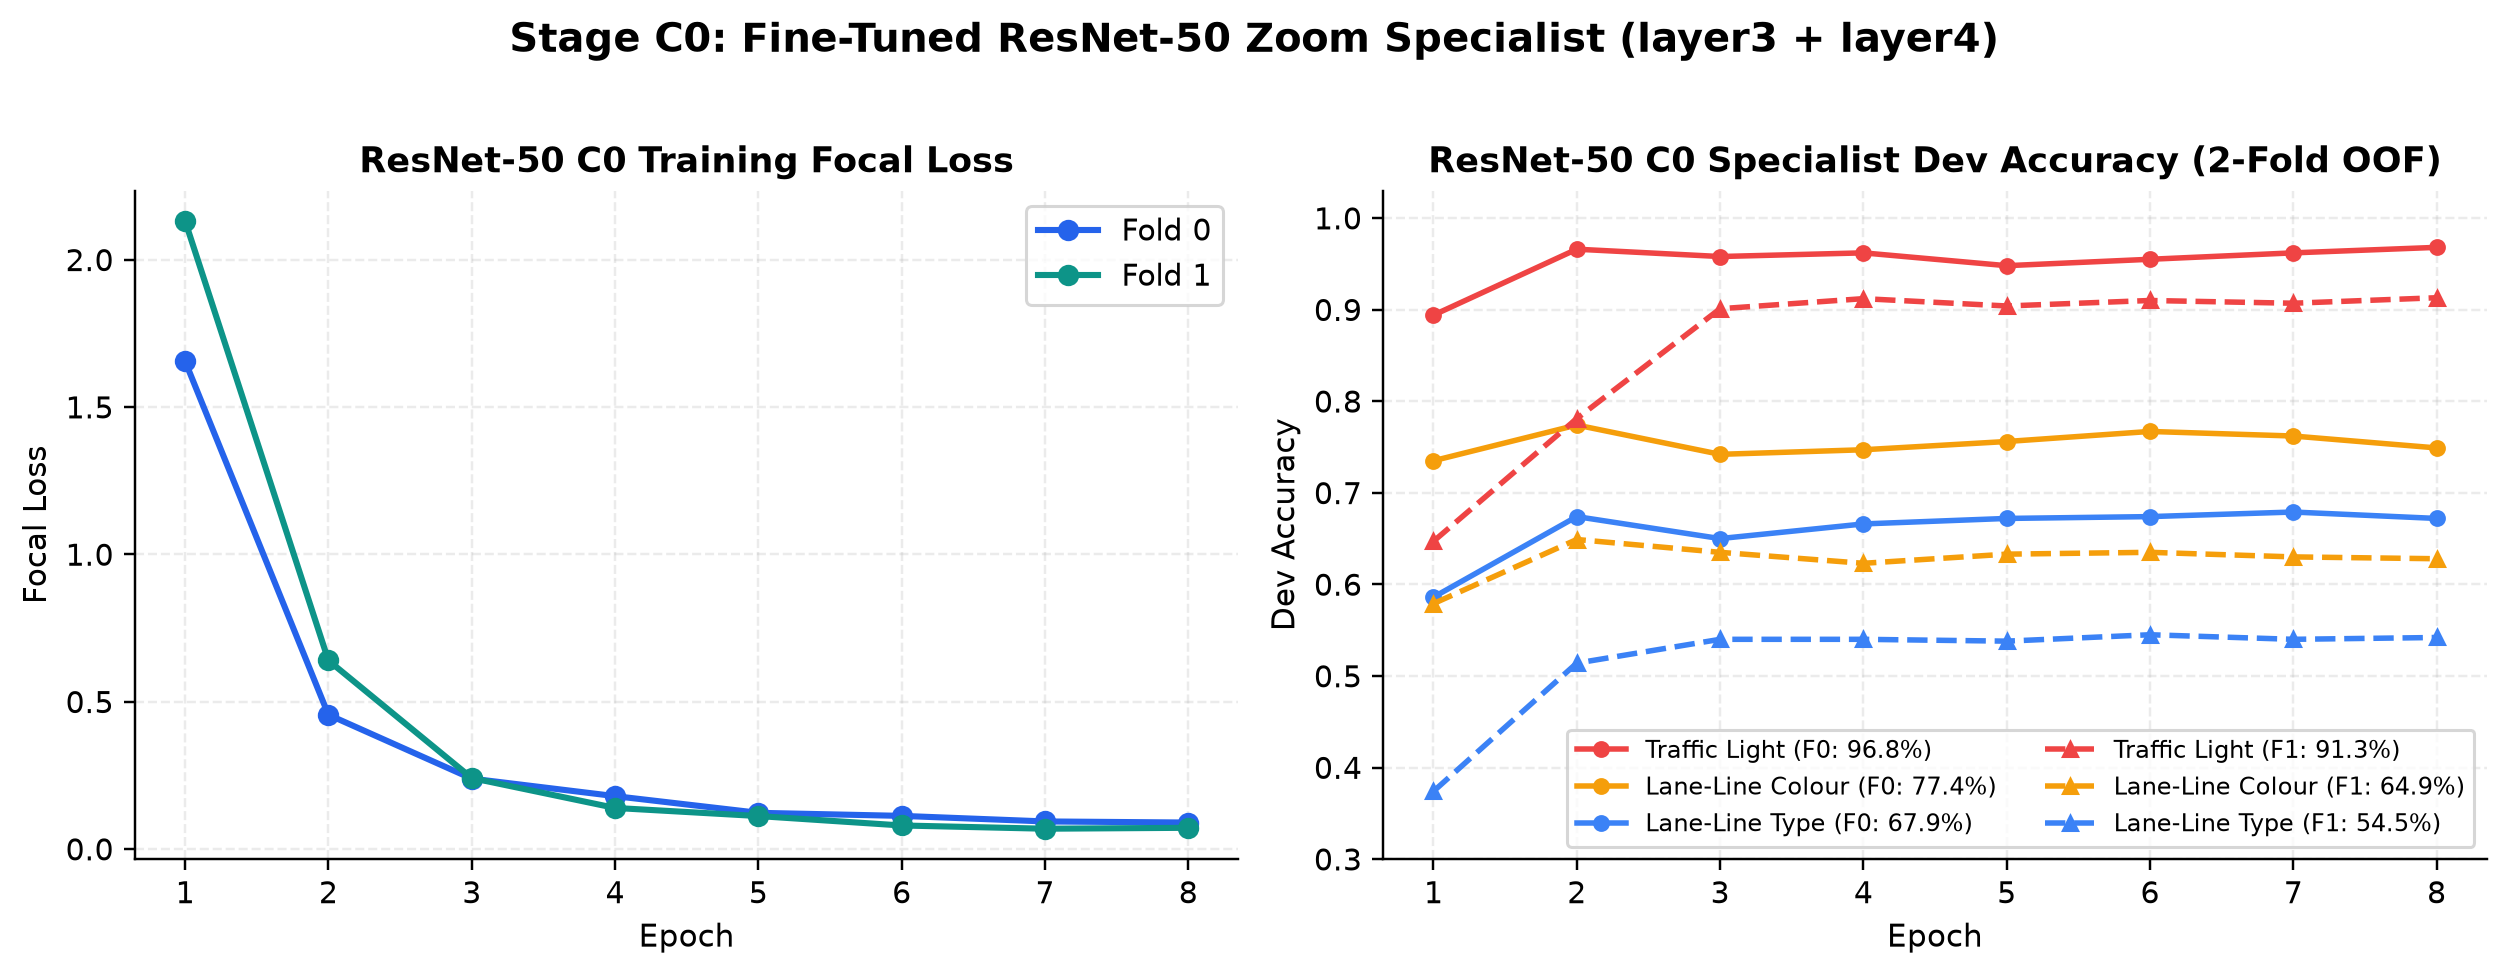 Stage C0: Fine-Tuned ResNet-50 Zoom Specialist (layer3 + layer4)
ResNet-50 C0 Training Focal Loss
Fold 0
Fold 1
2.0
1.5
1.0
0.5
0.0
Focal Loss
1 2 3 4 5 6 7 8
Epoch
ResNet-50 C0 Specialist Dev Accuracy (2-Fold OOF)
1.0
0.9
0.8
0.7
0.6
0.5
0.4
0.3
Dev Accuracy
Traffic Light (F0: 96.8%)
Lane-Line Colour (F0: 77.4%)
Lane-Line Type (F0: 67.9%)
Traffic Light (F1: 91.3%)
Lane-Line Colour (F1: 64.9%)
Lane-Line Type (F1: 54.5%)
1 2 3 4 5 6 7 8
Epoch